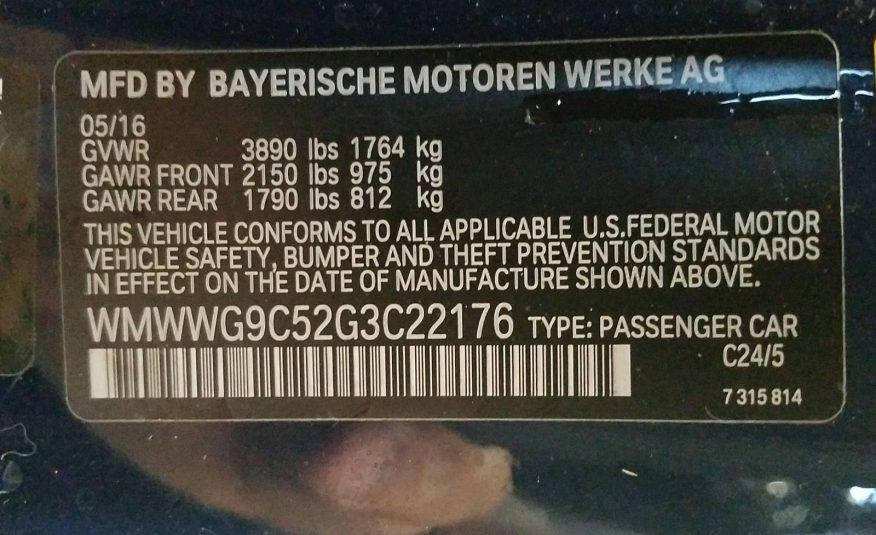 MFD BY BAYERISCHE MOTOREN WERKE AG
05/16
GVWR 3890 lbs 1764 kg
GAWR FRONT 2150 lbs 975 kg
GAWR REAR 1790 lbs 812 kg
THIS VEHICLE CONFORMS TO ALL APPLICABLE U.S.FEDERAL MOTOR
VEHICLE SAFETY, BUMPER AND THEFT PREVENTION STANDARDS
IN EFFECT ON THE DATE OF MANUFACTURE SHOWN ABOVE.
WMWWG9C52G3C22176 TYPE: PASSENGER CAR
C24/5
7 315 814